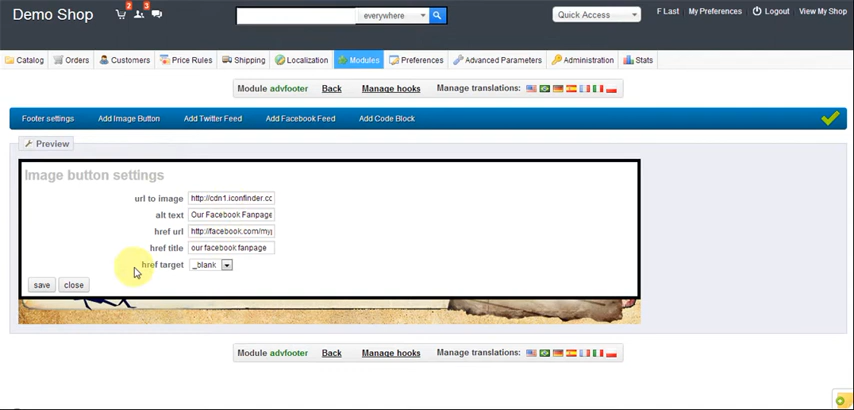 Demo Shop
2
3
everywhere
Quick Access
F Last
My Preferences
Logout
View My Shop
Catalog
Orders
Customers
Price Rules
Shipping
Localization
Modules
Preferences
Advanced Parameters
Administration
Stats
Module advfooter
Back
Manage hooks
Manage translations:
Footer settings
Add Image Button
Add Twitter Feed
Add Facebook Feed
Add Code Block
Preview
Image button settings
url to image
http://cdn1.iconfinder.cc
alt text
Our Facebook Fanpage
href url
http://facebook.com/my
href title
our facebook fanpage
href target
_blank
save
close
Module advfooter
Back
Manage hooks
Manage translations: